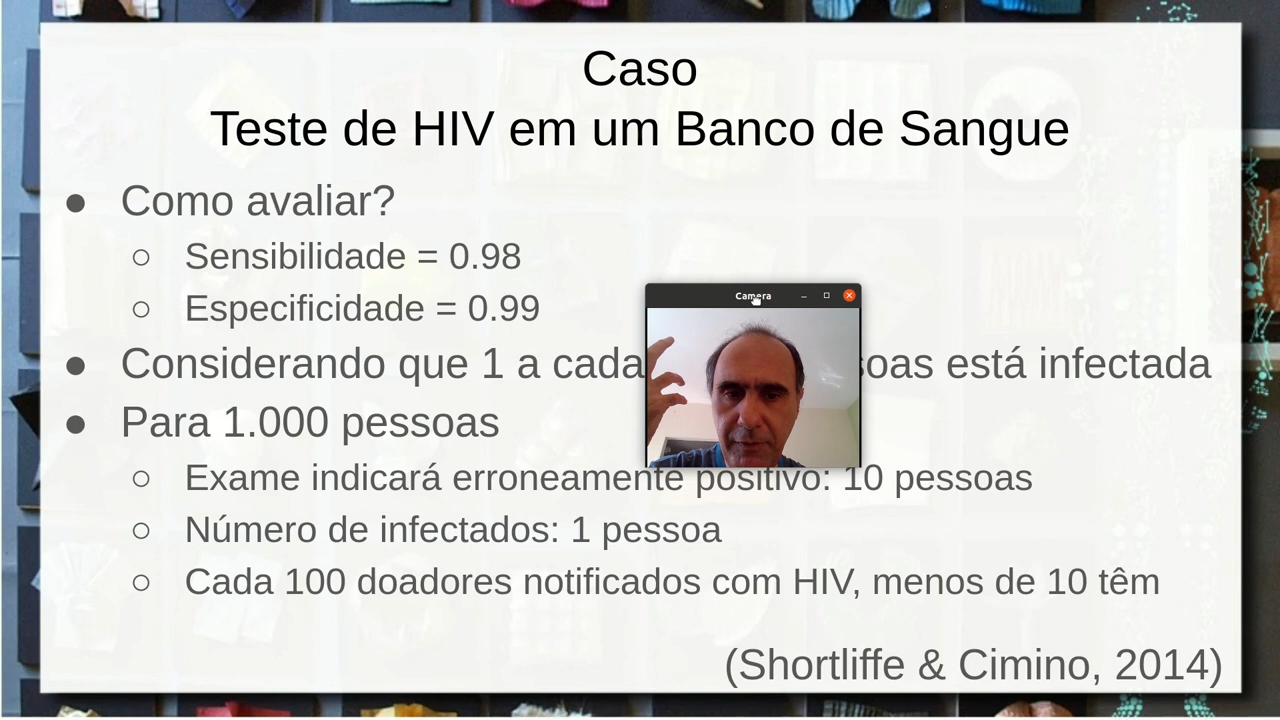 Caso
Teste de HIV em um Banco de Sangue
● Como avaliar?
○ Sensibilidade = 0.98
○ Especificidade = 0.99
Camera
● Considerando que 1 a cada está infectada
● Para 1.000 pessoas
○ Exame indicará erroneamente positivo: 10 pessoas
○ Número de infectados: 1 pessoa
○ Cada 100 doadores notificados com HIV, menos de 10 têm
(Shortliffe & Cimino, 2014)